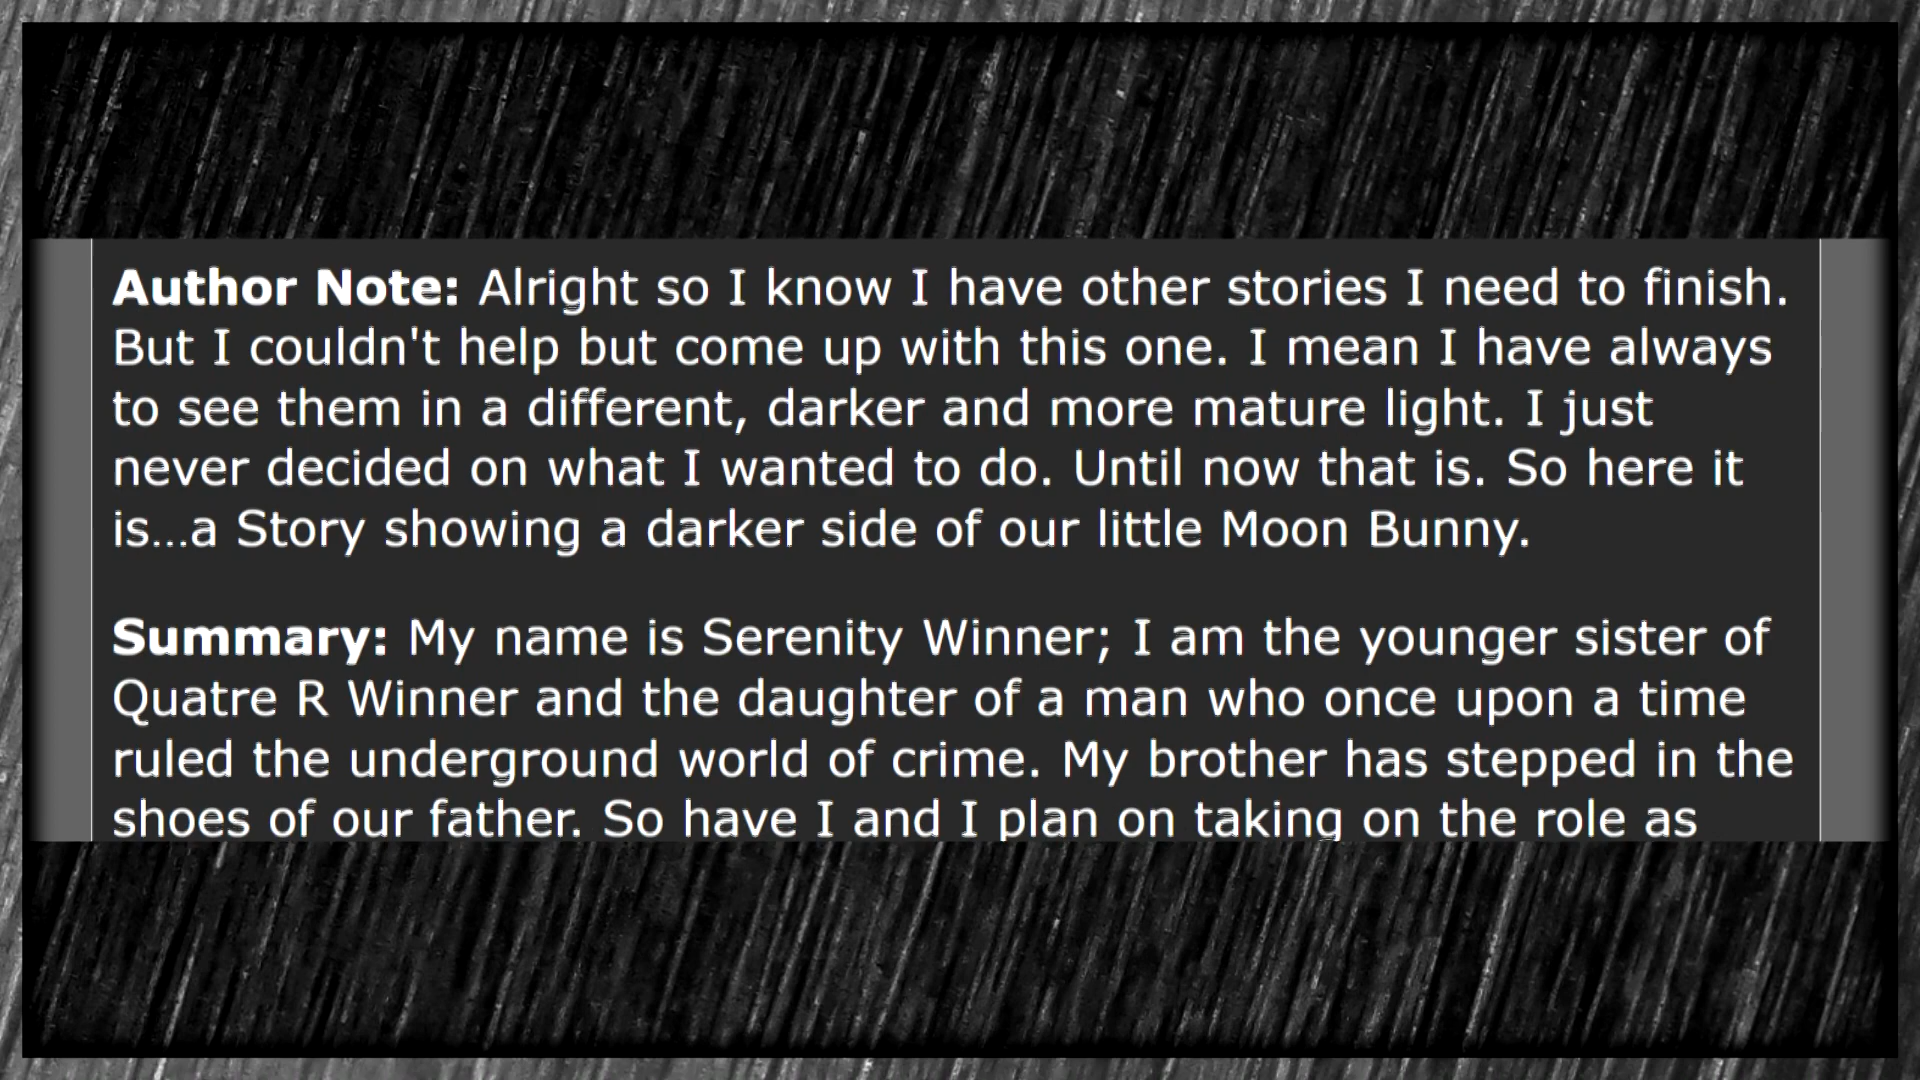 Author Note: Alright so I know I have other stories I need to finish.
But I couldn't help but come up with this one. I mean I have always
to see them in a different, darker and more mature light. I just
never decided on what I wanted to do. Until now that is. So here it
is...a Story showing a darker side of our little Moon Bunny.
Summary: My name is Serenity Winner; I am the younger sister of
Quatre R Winner and the daughter of a man who once upon a time
ruled the underground world of crime. My brother has stepped in the
shoes of our father. So have I and I plan on taking on the role as